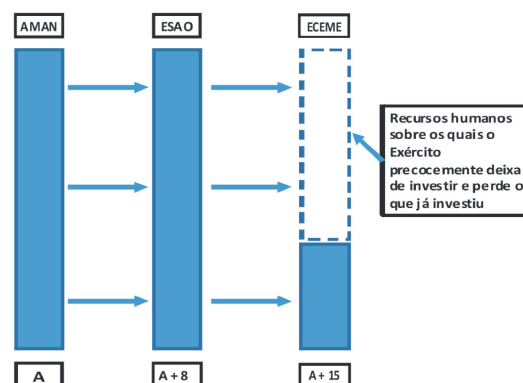 AMAN
ESAO
ECEME
Recursos humanos
sobre os quais o
Exército
precocemente deixa
de investir e perde o
que já investiu
A
A + 8
A + 15